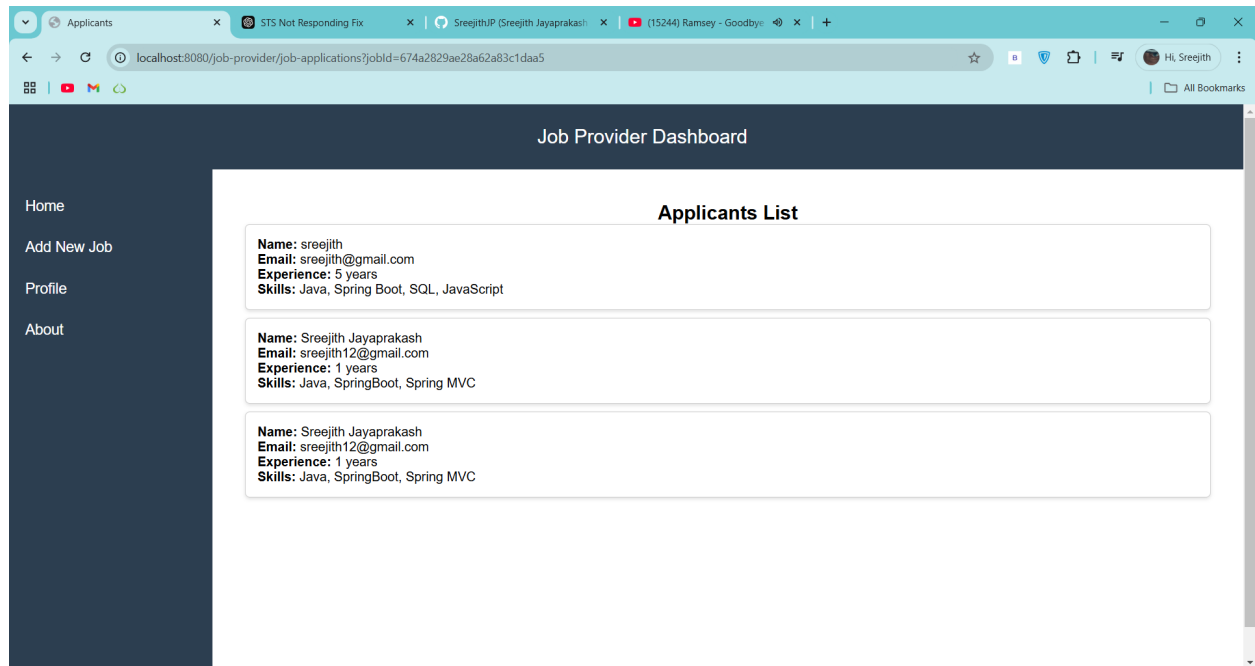 Applicants
STS Not Responding Fix
SreejithJP (Sreejith Jayaprakash
(15244) Ramsey - Goodbye
localhost:8080/job-provider/job-applications?jobId=674a2829ae28a62a83c1daa5
B
Hi, Sreejith
All Bookmarks
Job Provider Dashboard
Home
Add New Job
Profile
About
Applicants List
Name: sreejith
Email: sreejith@gmail.com
Experience: 5 years
Skills: Java, Spring Boot, SQL, JavaScript
Name: Sreejith Jayaprakash
Email: sreejith12@gmail.com
Experience: 1 years
Skills: Java, SpringBoot, Spring MVC
Name: Sreejith Jayaprakash
Email: sreejith12@gmail.com
Experience: 1 years
Skills: Java, SpringBoot, Spring MVC